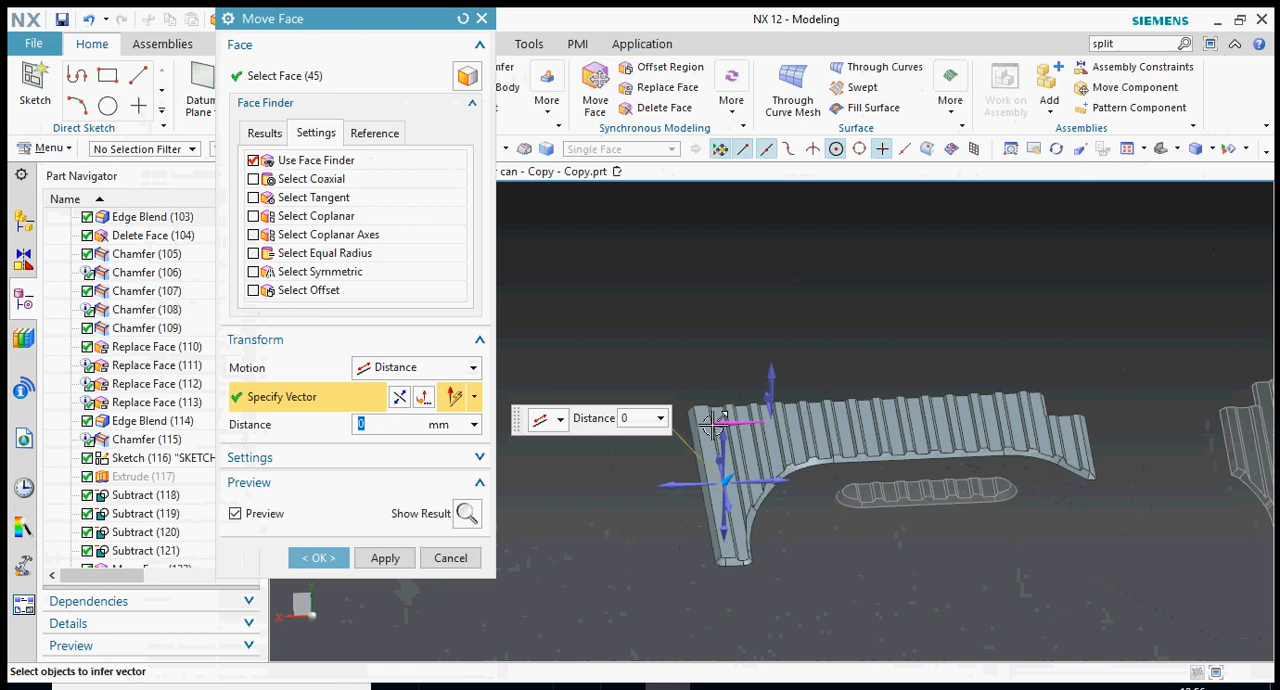 NX
Move Face
NX 12 - Modeling
SIEMENS
File
Home
Assemblies
Tools
PMI
Application
split
Sketch
Direct Sketch
Datum
Plane
Body
More
Move
Face
Offset Region
Replace Face
Delete Face
More
Synchronous Modeling
Through
Curve Mesh
Through Curves
Swept
Fill Surface
More
Surface
Work on
Assembly
Add
Assembly Constraints
Move Component
Pattern Component
Assemblies
Menu
No Selection Filter
Single Face
can - Copy - Copy.prt
Part Navigator
Name
Edge Blend (103)
Delete Face (104)
Chamfer (105)
Chamfer (106)
Chamfer (107)
Chamfer (108)
Chamfer (109)
Replace Face (110)
Replace Face (111)
Replace Face (112)
Replace Face (113)
Edge Blend (114)
Chamfer (115)
Sketch (116) "SKETCH
Extrude (117)
Subtract (118)
Subtract (119)
Subtract (120)
Subtract (121)
Dependencies
Details
Preview
Face
Select Face (45)
Face Finder
Results
Settings
Reference
Use Face Finder
Select Coaxial
Select Tangent
Select Coplanar
Select Coplanar Axes
Select Equal Radius
Select Symmetric
Select Offset
Transform
Motion
Distance
Specify Vector
Distance
0
mm
Settings
Preview
Preview
Show Result
< OK >
Apply
Cancel
Distance 0
X
Y
Select objects to infer vector